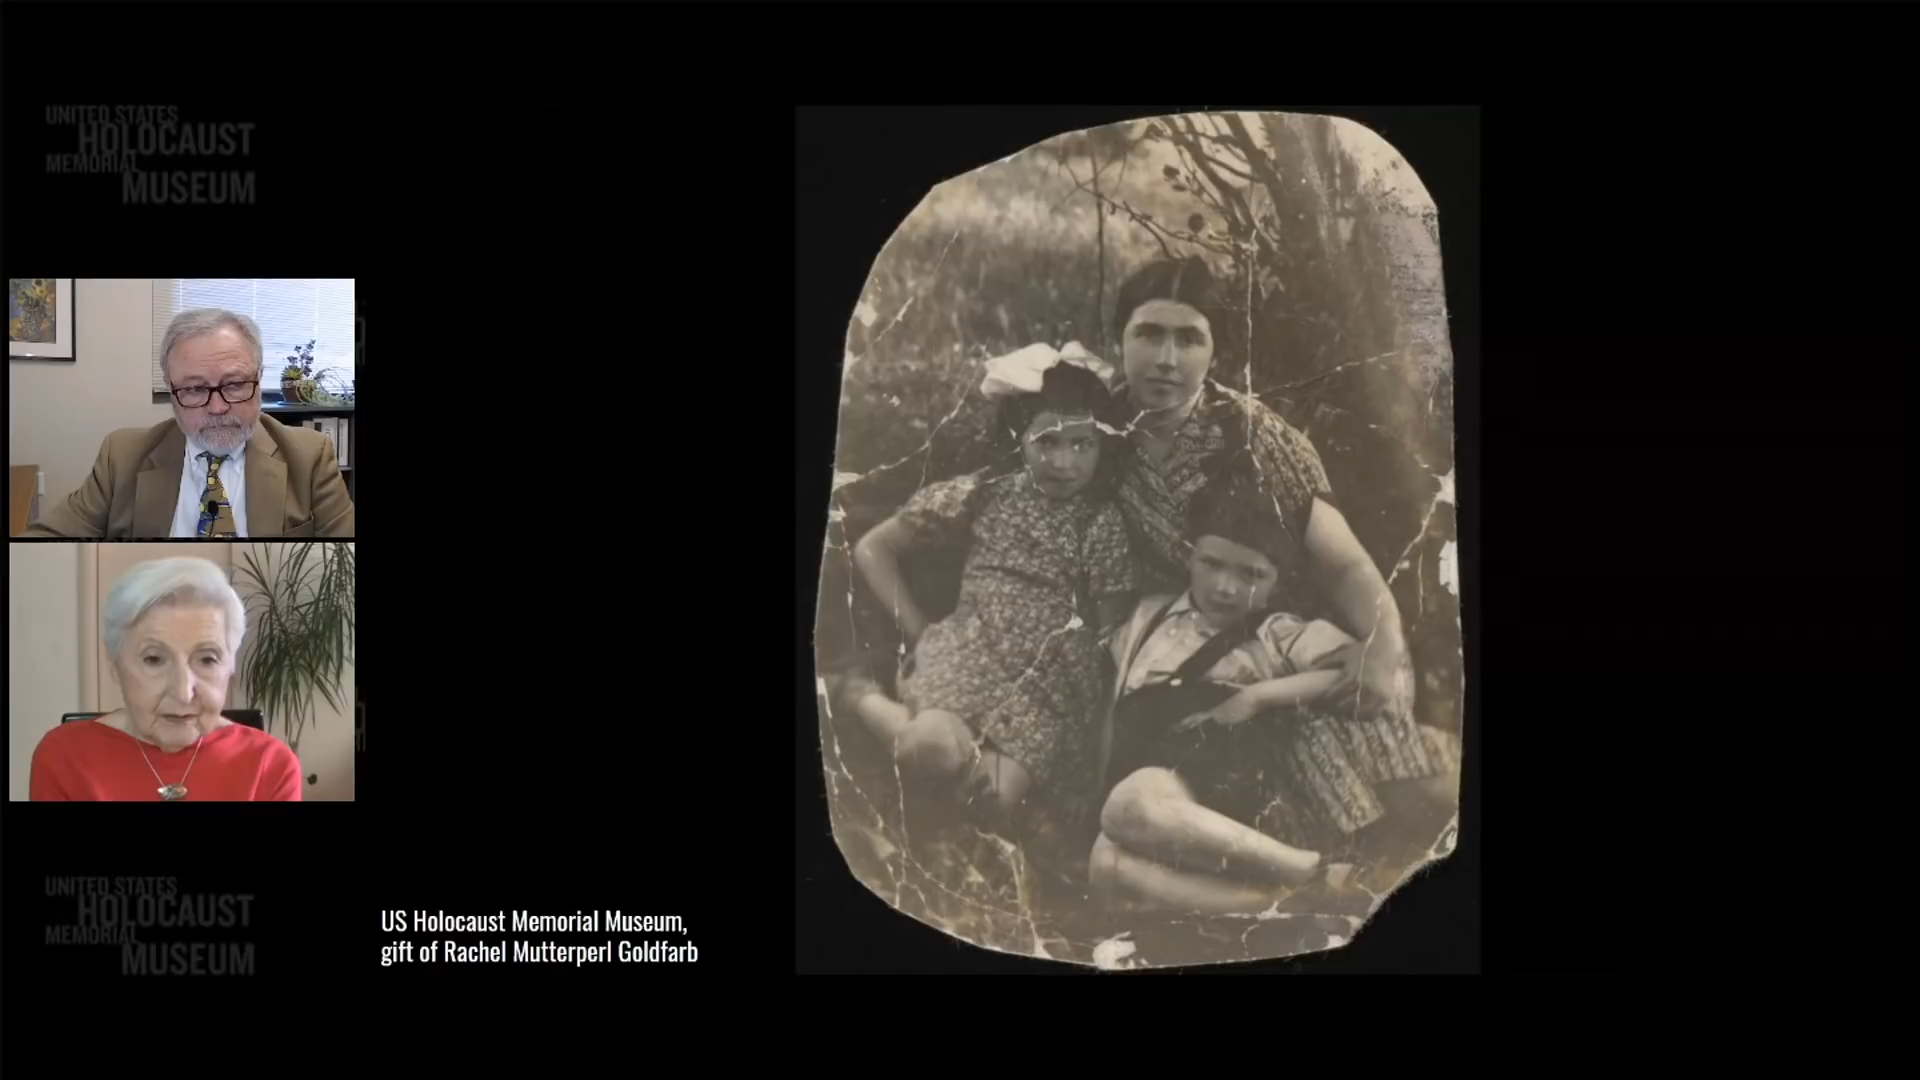 UNITED STATES
HOLOCAUST
MEMORIAL
MUSEUM
UNITED STATES
HOLOCAUST
MEMORIAL
MUSEUM
US Holocaust Memorial Museum,
gift of Rachel Mutterperl Goldfarb